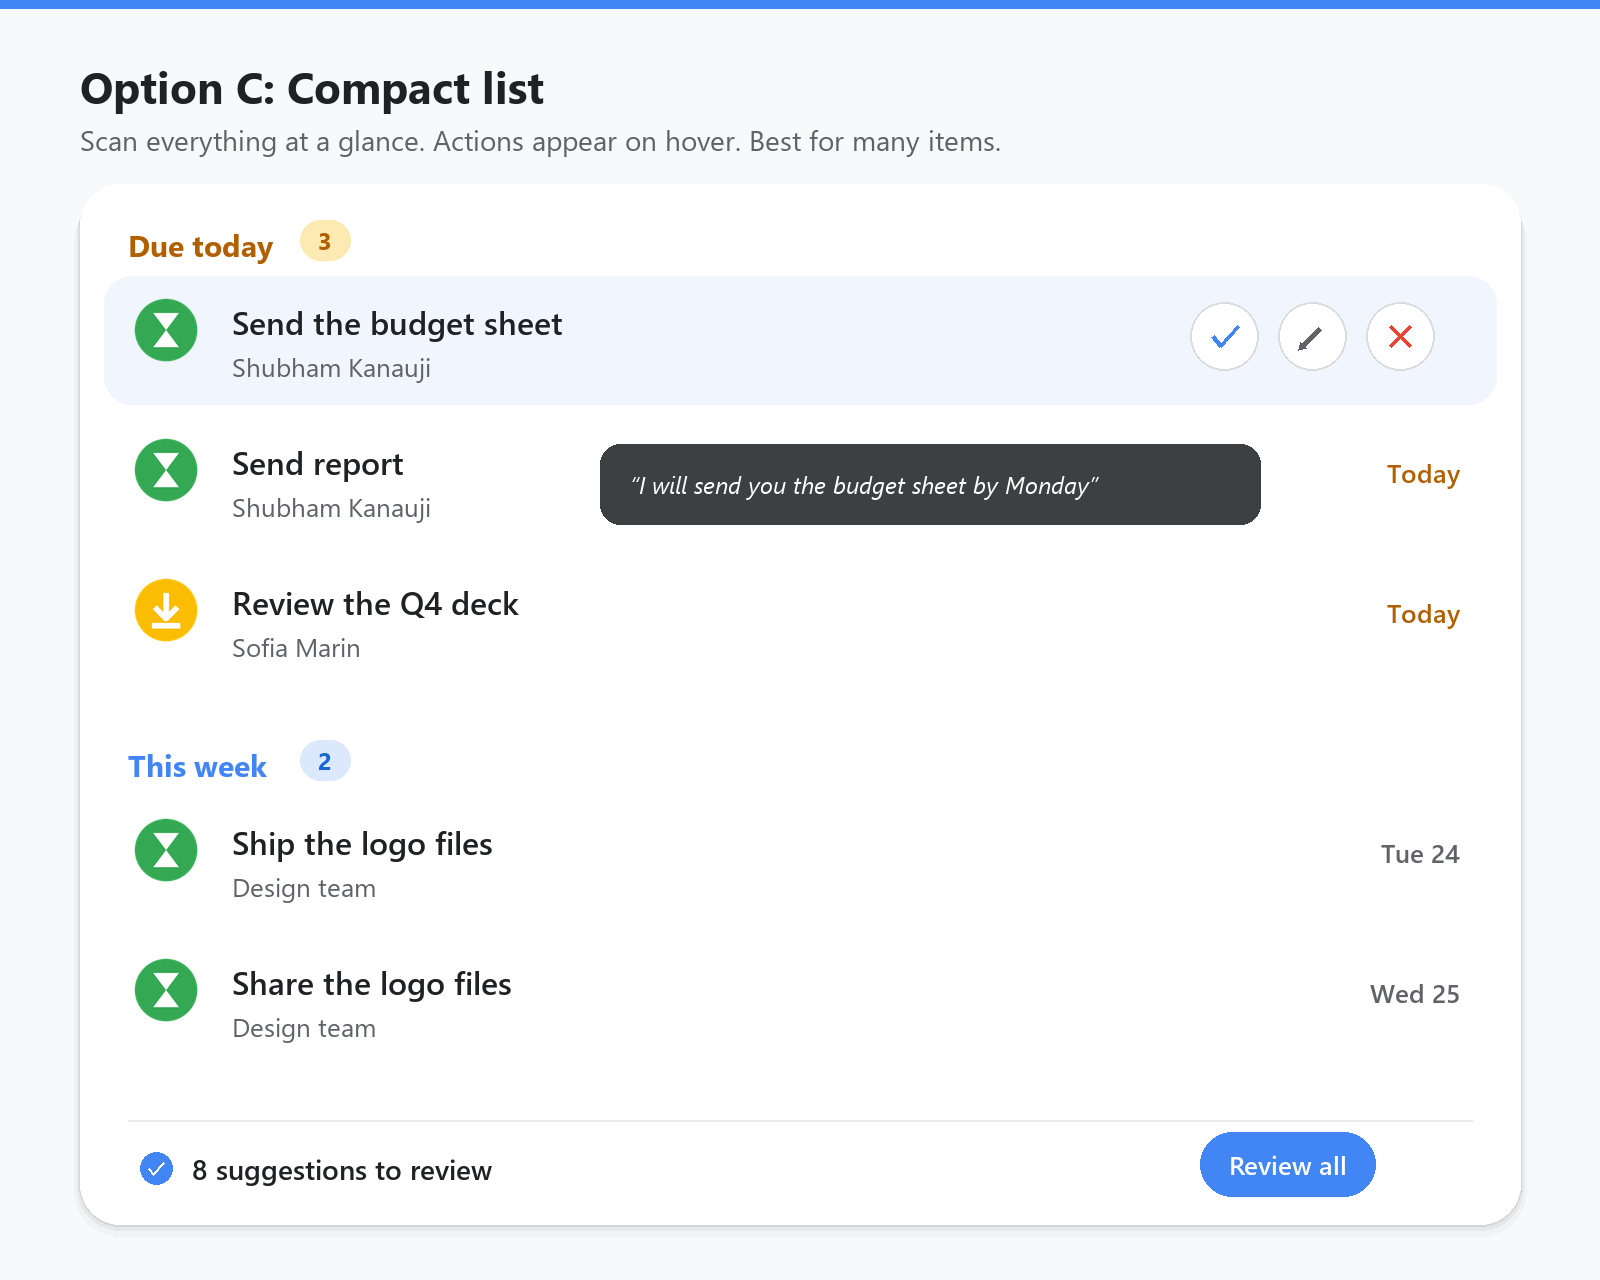 Option C: Compact list
Scan everything at a glance. Actions appear on hover. Best for many items.
Due today 3
Send the budget sheet
Shubham Kanauji
Send report
Shubham Kanauji
“I will send you the budget sheet by Monday”
Today
Review the Q4 deck
Sofia Marin
Today
This week 2
Ship the logo files
Design team
Tue 24
Share the logo files
Design team
Wed 25
8 suggestions to review
Review all